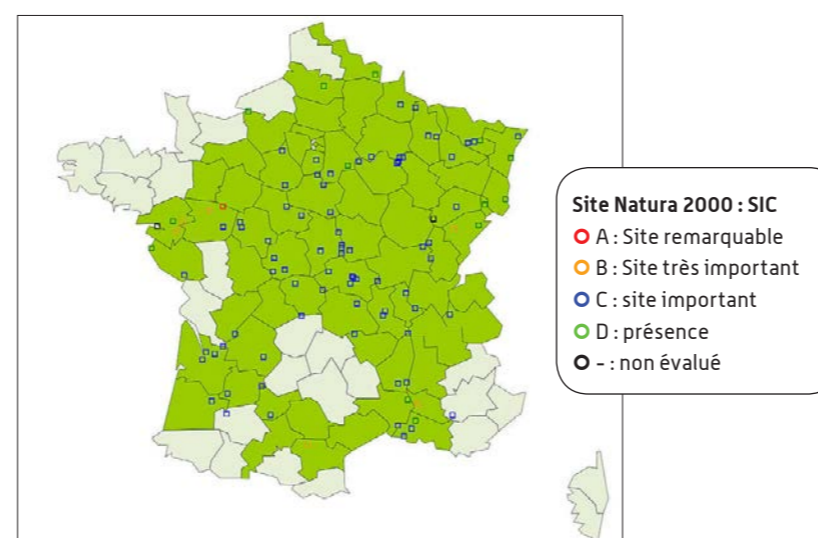 Site Natura 2000 : SIC
A : Site remarquable
B : Site très important
C : site important
D : présence
- : non évalué